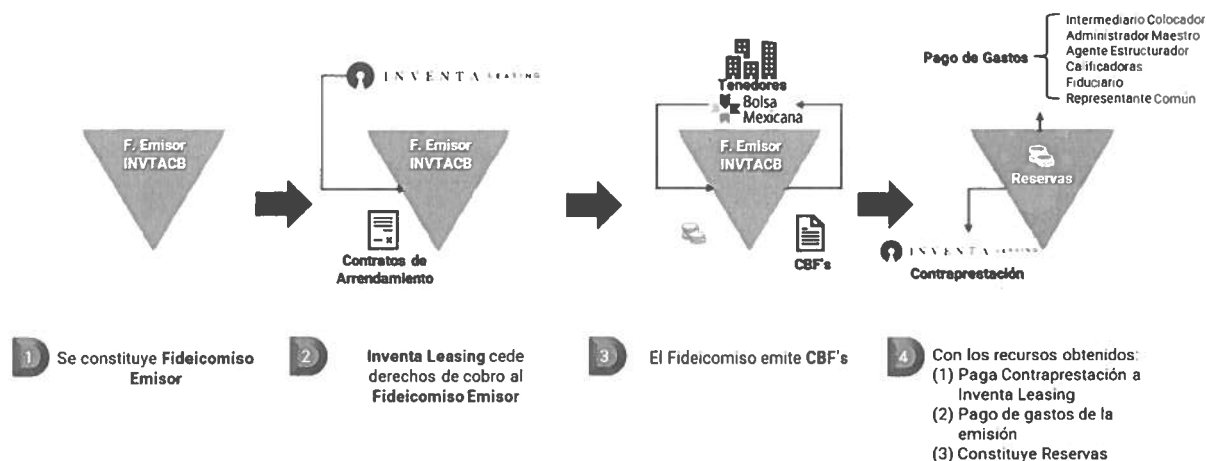 F. Emisor
INVTACB
INVENTA LEASING
F. Emisor
INVTACB
Contratos de
Arrendamiento
Tenedores
Bolsa
Mexicana
F. Emisor
INVTACB
CBF's
Pago de Gastos
Intermediario Colocador
Administrador Maestro
Agente Estructurador
Calificadoras
Fiduciario
Representante Común
Reservas
INVENTA LEASING
Contraprestación
1 Se constituye Fideicomiso
Emisor
2 Inventa Leasing cede
derechos de cobro al
Fideicomiso Emisor
3 El Fideicomiso emite CBF's
4 Con los recursos obtenidos:
(1) Paga Contraprestación a
Inventa Leasing
(2) Pago de gastos de la
emisión
(3) Constituye Reservas